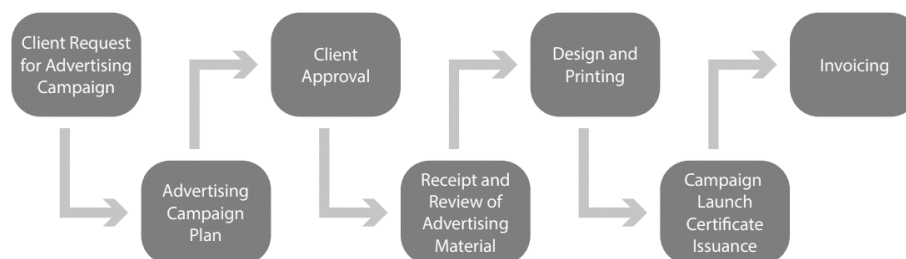 Client Request
for Advertising
Campaign
Advertising
Campaign
Plan
Client
Approval
Receipt and
Review of
Advertising
Material
Design and
Printing
Campaign
Launch
Certificate
Issuance
Invoicing